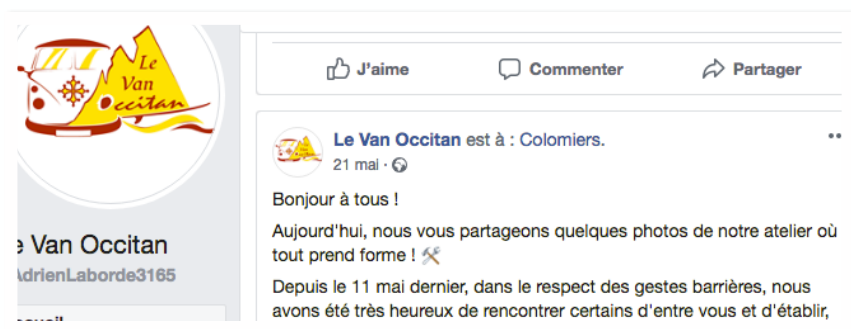 Le
Van
Occitan
Le Van Occitan
AdrienLaborde3165
J'aime
Commenter
Partager
Le Van Occitan est à : Colomiers.
21 mai ·
Bonjour à tous !
Aujourd'hui, nous vous partageons quelques photos de notre atelier où
tout prend forme ! 🛠️
Depuis le 11 mai dernier, dans le respect des gestes barrières, nous
avons été très heureux de rencontrer certains d'entre vous et d'établir,